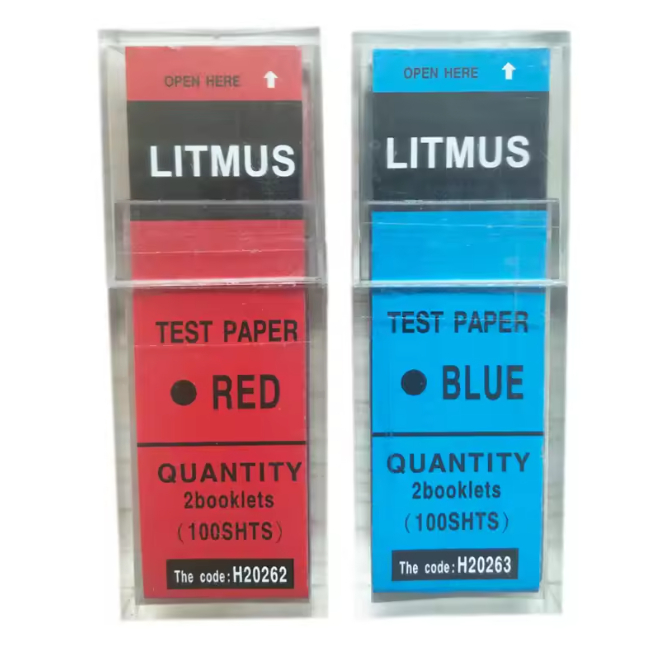 OPEN HERE
LITMUS
TEST PAPER
● RED
QUANTITY
2booklets
(100SHTS)
The code:H20262
OPEN HERE
LITMUS
TEST PAPER
● BLUE
QUANTITY
2booklets
(100SHTS)
The code:H20263